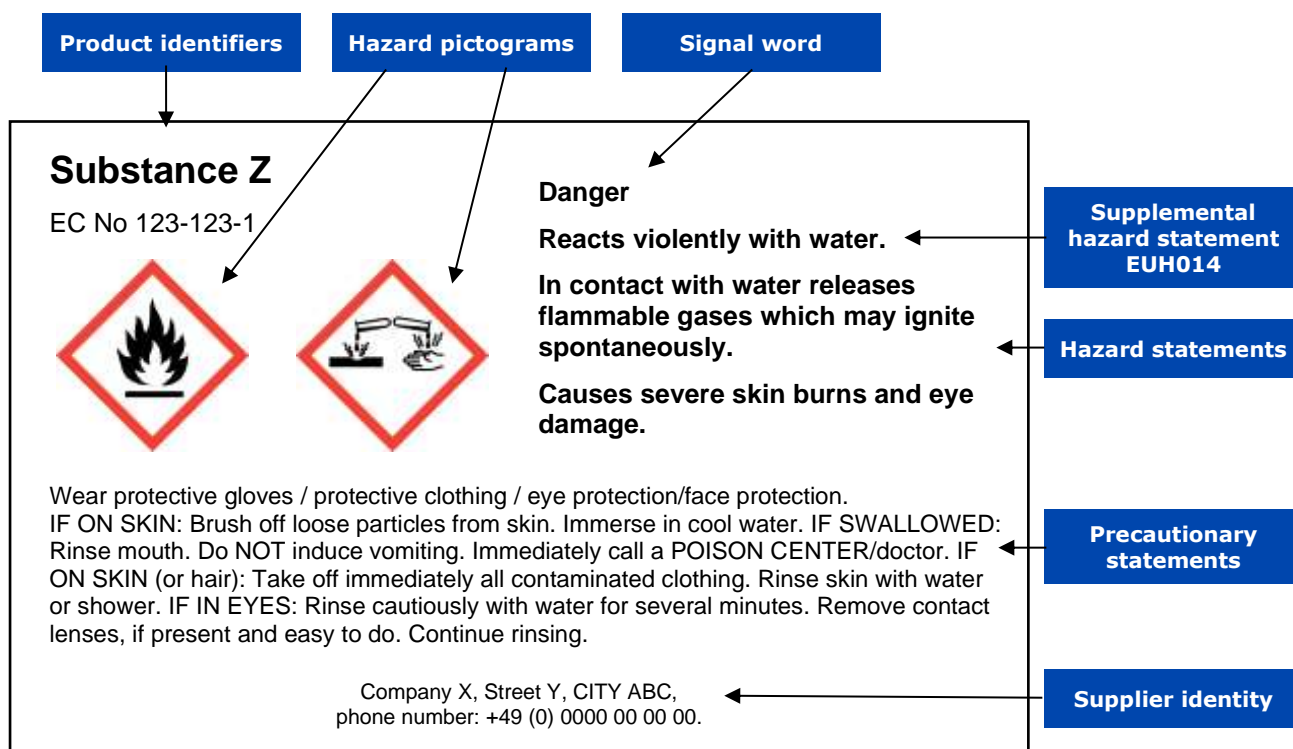 Product identifiers
Hazard pictograms
Signal word
Substance Z
EC No 123-123-1
Danger
Reacts violently with water.
In contact with water releases
flammable gases which may ignite
spontaneously.
Causes severe skin burns and eye
damage.
Supplemental
hazard statement
EUH014
Hazard statements
Wear protective gloves / protective clothing / eye protection/face protection.
IF ON SKIN: Brush off loose particles from skin. Immerse in cool water. IF SWALLOWED:
Rinse mouth. Do NOT induce vomiting. Immediately call a POISON CENTER/doctor. IF
ON SKIN (or hair): Take off immediately all contaminated clothing. Rinse skin with water
or shower. IF IN EYES: Rinse cautiously with water for several minutes. Remove contact
lenses, if present and easy to do. Continue rinsing.
Precautionary
statements
Company X, Street Y, CITY ABC,
phone number: +49 (0) 0000 00 00 00.
Supplier identity